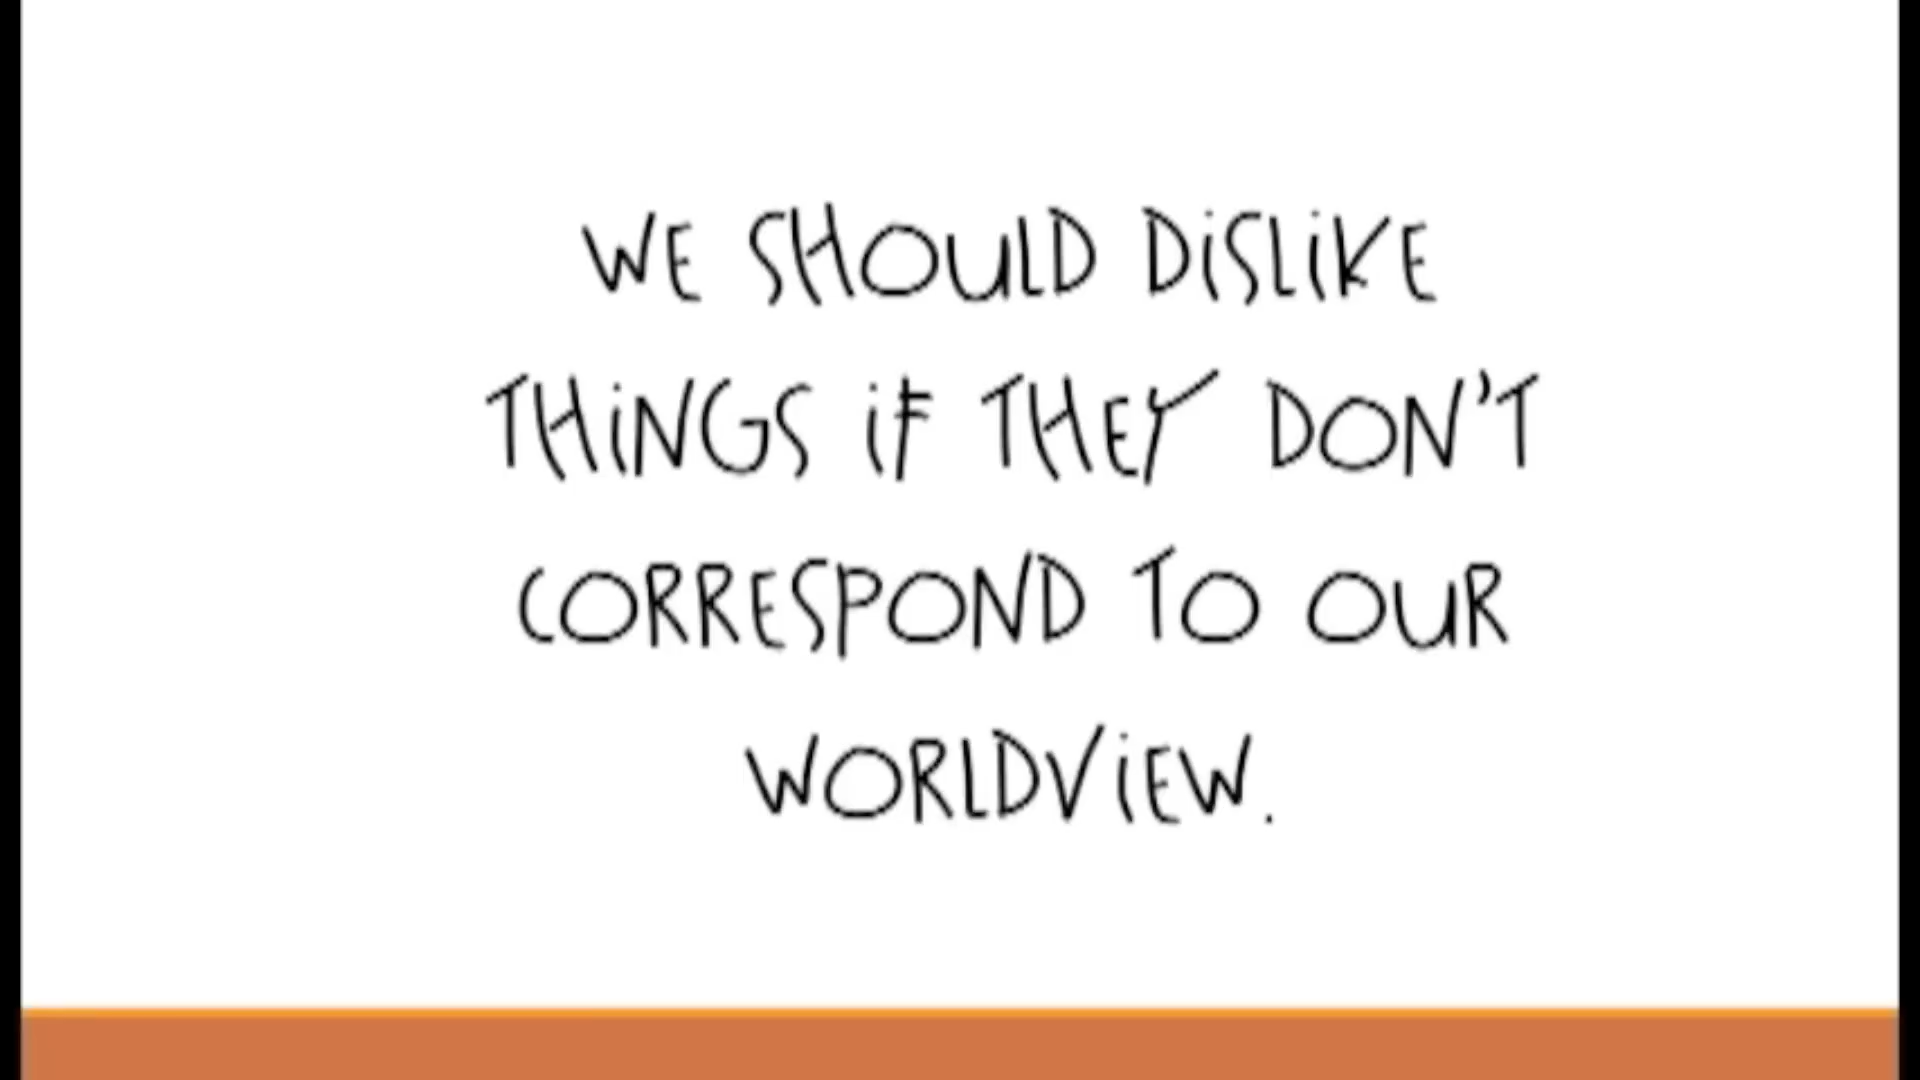 WE SHOULD DiSLiKE
THiNGS iF THEY DON'T
CORRESPOND TO OUR
WORLDViEW.